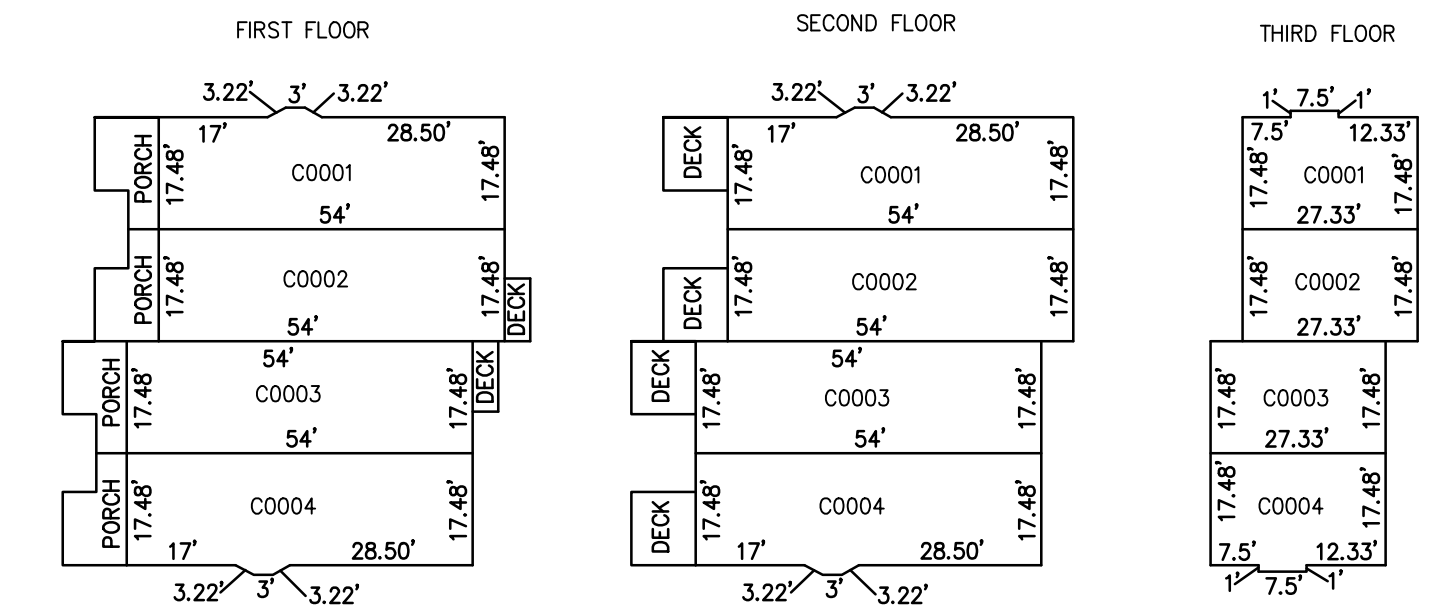 FIRST FLOOR
3.22' 3' 3.22'
17' 28.50'
PORCH 17.48' C0001 17.48'
54'
PORCH 17.48' C0002 17.48' DECK
54'
54'
PORCH 17.48' C0003 17.48' DECK
54'
PORCH 17.48' C0004 17.48'
17' 28.50'
3.22' 3' 3.22'
SECOND FLOOR
3.22' 3' 3.22'
17' 28.50'
DECK 17.48' C0001 17.48'
54'
DECK 17.48' C0002 17.48'
54'
54'
DECK 17.48' C0003 17.48'
54'
DECK 17.48' C0004 17.48'
17' 28.50'
3.22' 3' 3.22'
THIRD FLOOR
1' 7.5' 1'
7.5' 12.33'
17.48' C0001 17.48'
27.33'
17.48' C0002 17.48'
27.33'
17.48' C0003 17.48'
27.33'
17.48' C0004 17.48'
7.5' 12.33'
1' 7.5' 1'